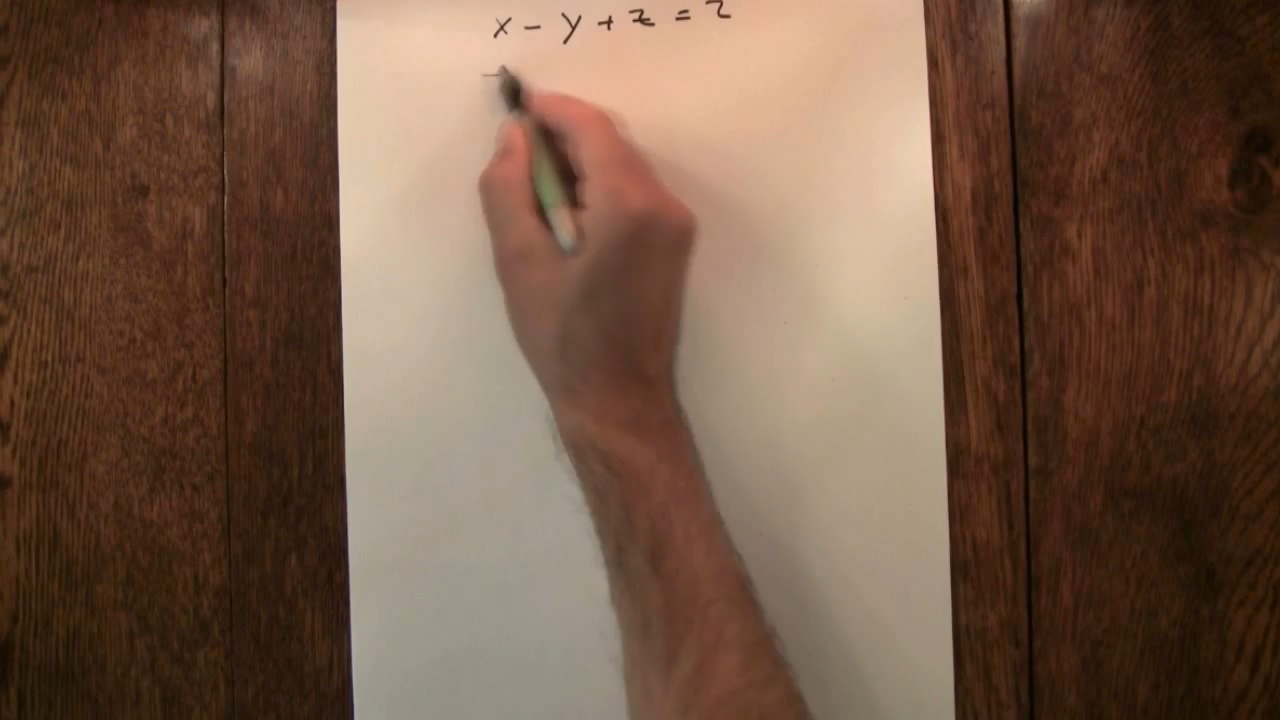 x - y + z = 2
-